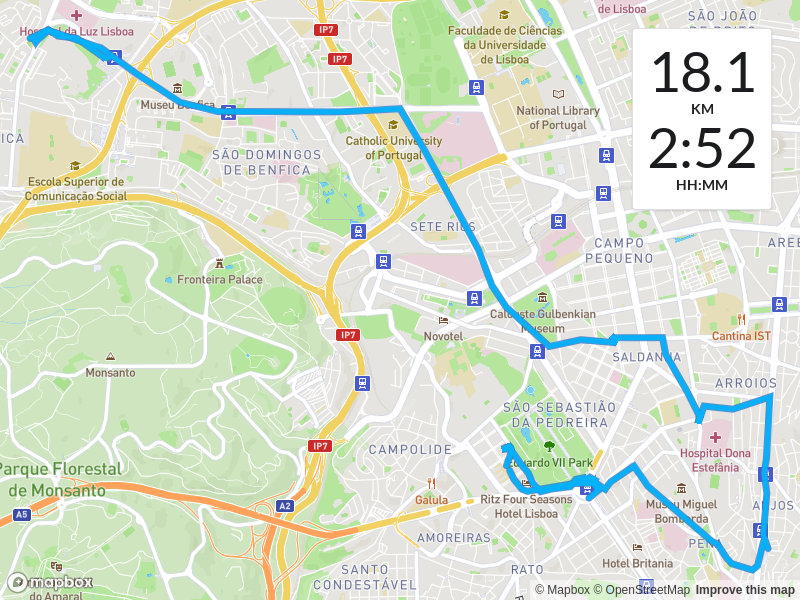 de Lisboa
SÃO JOÃO
IP7
Hospital da Luz Lisboa
Faculdade de Ciências
da Universidade
de Lisboa
IP7
18.1
KM
2:52
HH:MM
Museu Benfica
National Library
of Portugal
Catholic University
of Portugal
SÃO DOMINGOS
DE BENFICA
Escola Superior de
Comunicação Social
SETE RIOS
CAMPO
PEQUENO
Fronteira Palace
Calouste Gulbenkian
Museum
IP7
Novotel
Cantina IST
SALDANHA
Monsanto
ARROIOS
SÃO SEBASTIÃO
DA PEDREIRA
IP7
CAMPOLIDE
Eduardo VII Park
Hospital Dona
Estefânia
Parque Florestal
de Monsanto
A5
A2
Galula
Ritz Four Seasons
Hotel Lisboa
Museu Miguel
Bombarda
ANJOS
AMOREIRAS
PENA
Hotel Britania
RATO
SANTO
CONDESTÁVEL
do Amaral
mapbox
© Mapbox © OpenStreetMap Improve this map